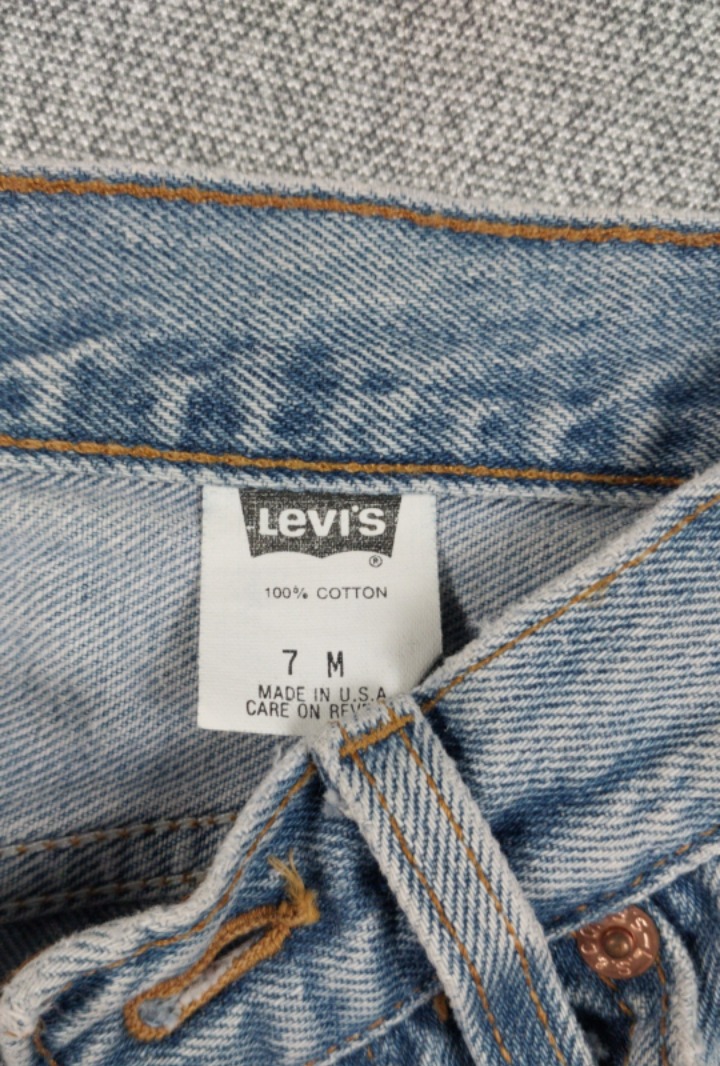 Levi's
®
100% COTTON
7 M
MADE IN U.S.A
CARE ON